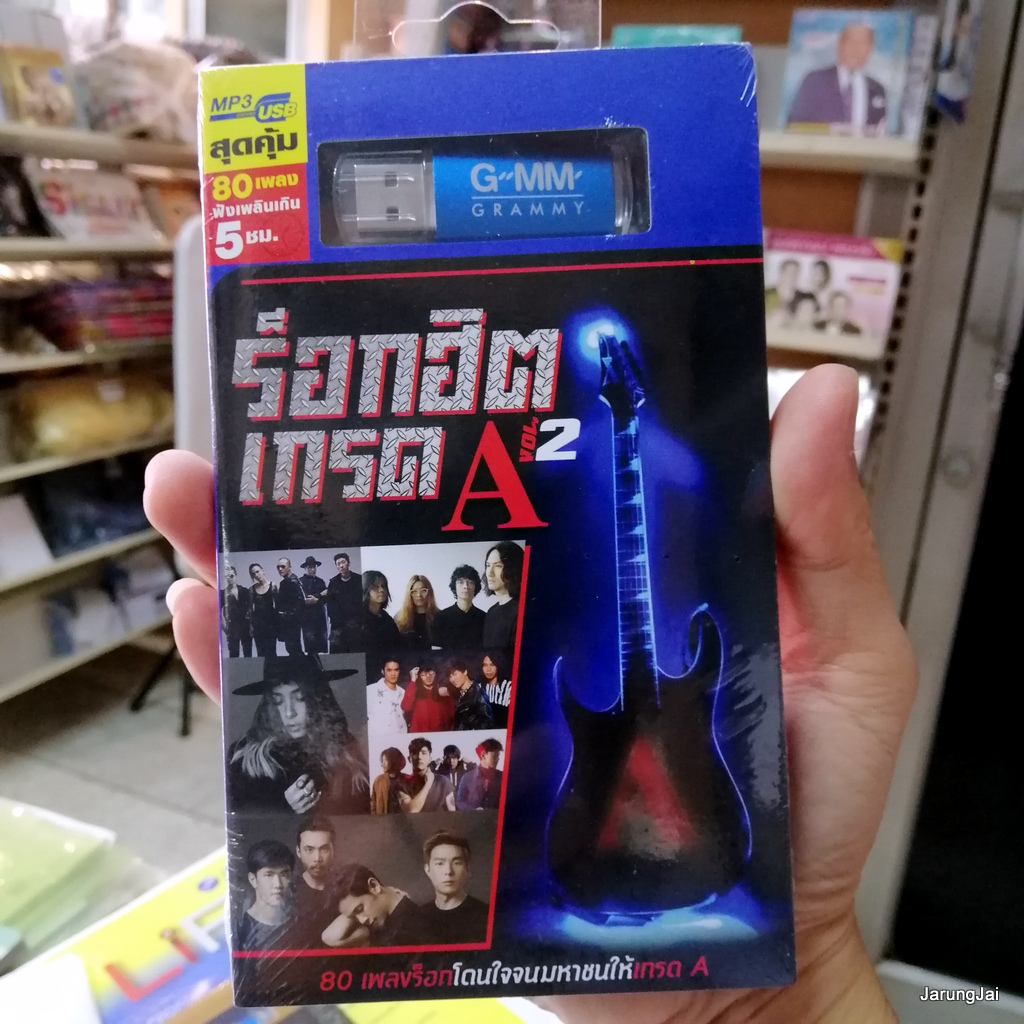 MP3
USB
สุดคุ้ม
80 เพลง
ฟังเพลินเกิน
5 ชม.
G"MM'
GRAMMY
ร็อกฮิต
เกรด A VOL.2
A
80 เพลงร็อกโดนใจจนมหาชนให้เกรด A
JarungJai